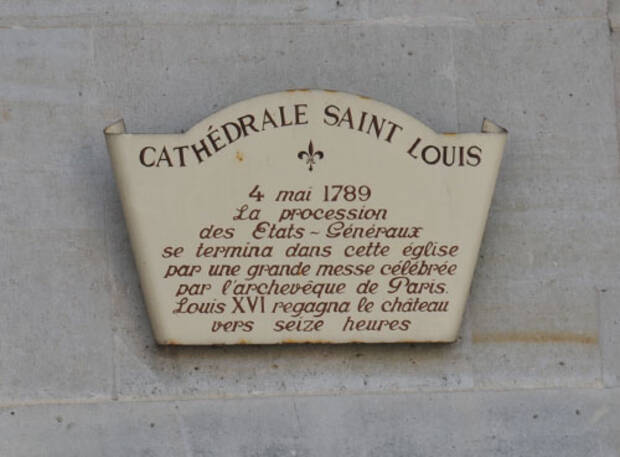 CATHÉDRALE SAINT LOUIS
4 mai 1789
La procession
des Etats ~ Généraux
se termina dans cette église
par une grande messe célébrée
par l'archevêque de Paris.
Louis XVI regagna le château
vers seize heures